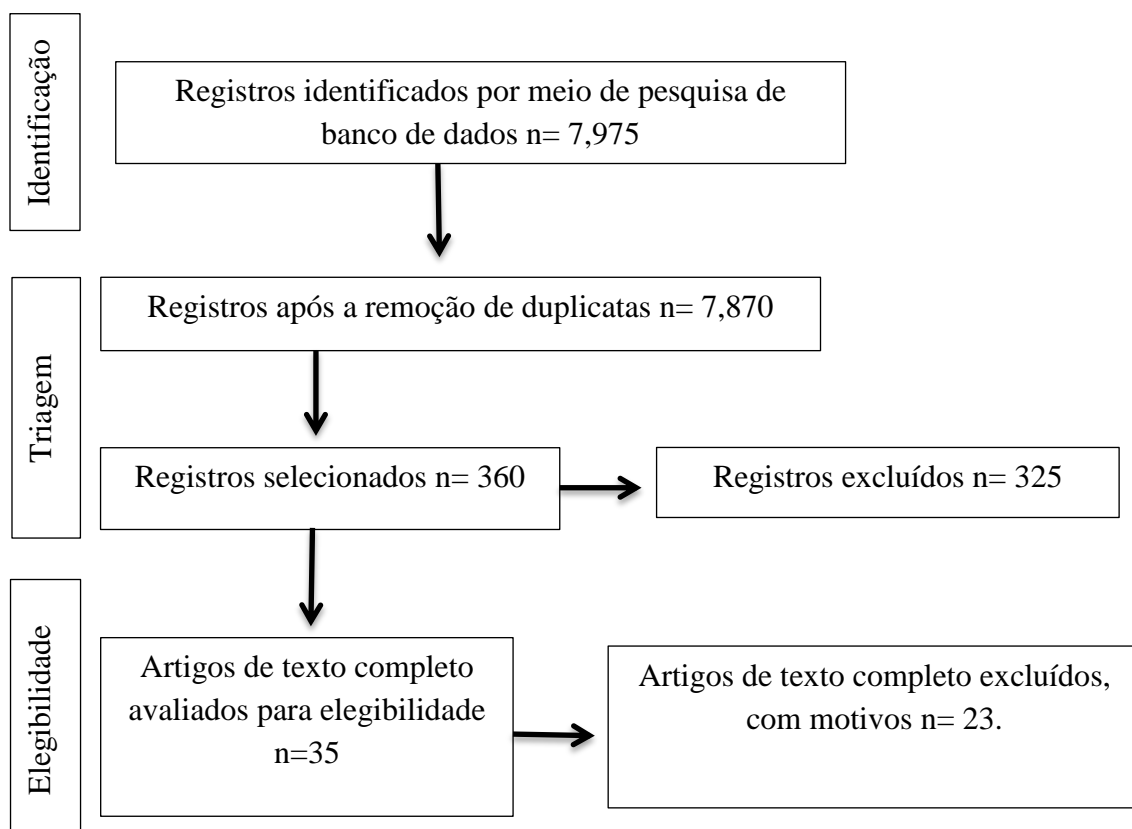 Identificação
Registros identificados por meio de pesquisa de
banco de dados n= 7,975
Triagem
Registros após a remoção de duplicatas n= 7,870
Registros selecionados n= 360
Registros excluídos n= 325
Elegibilidade
Artigos de texto completo
avaliados para elegibilidade
n=35
Artigos de texto completo excluídos,
com motivos n= 23.